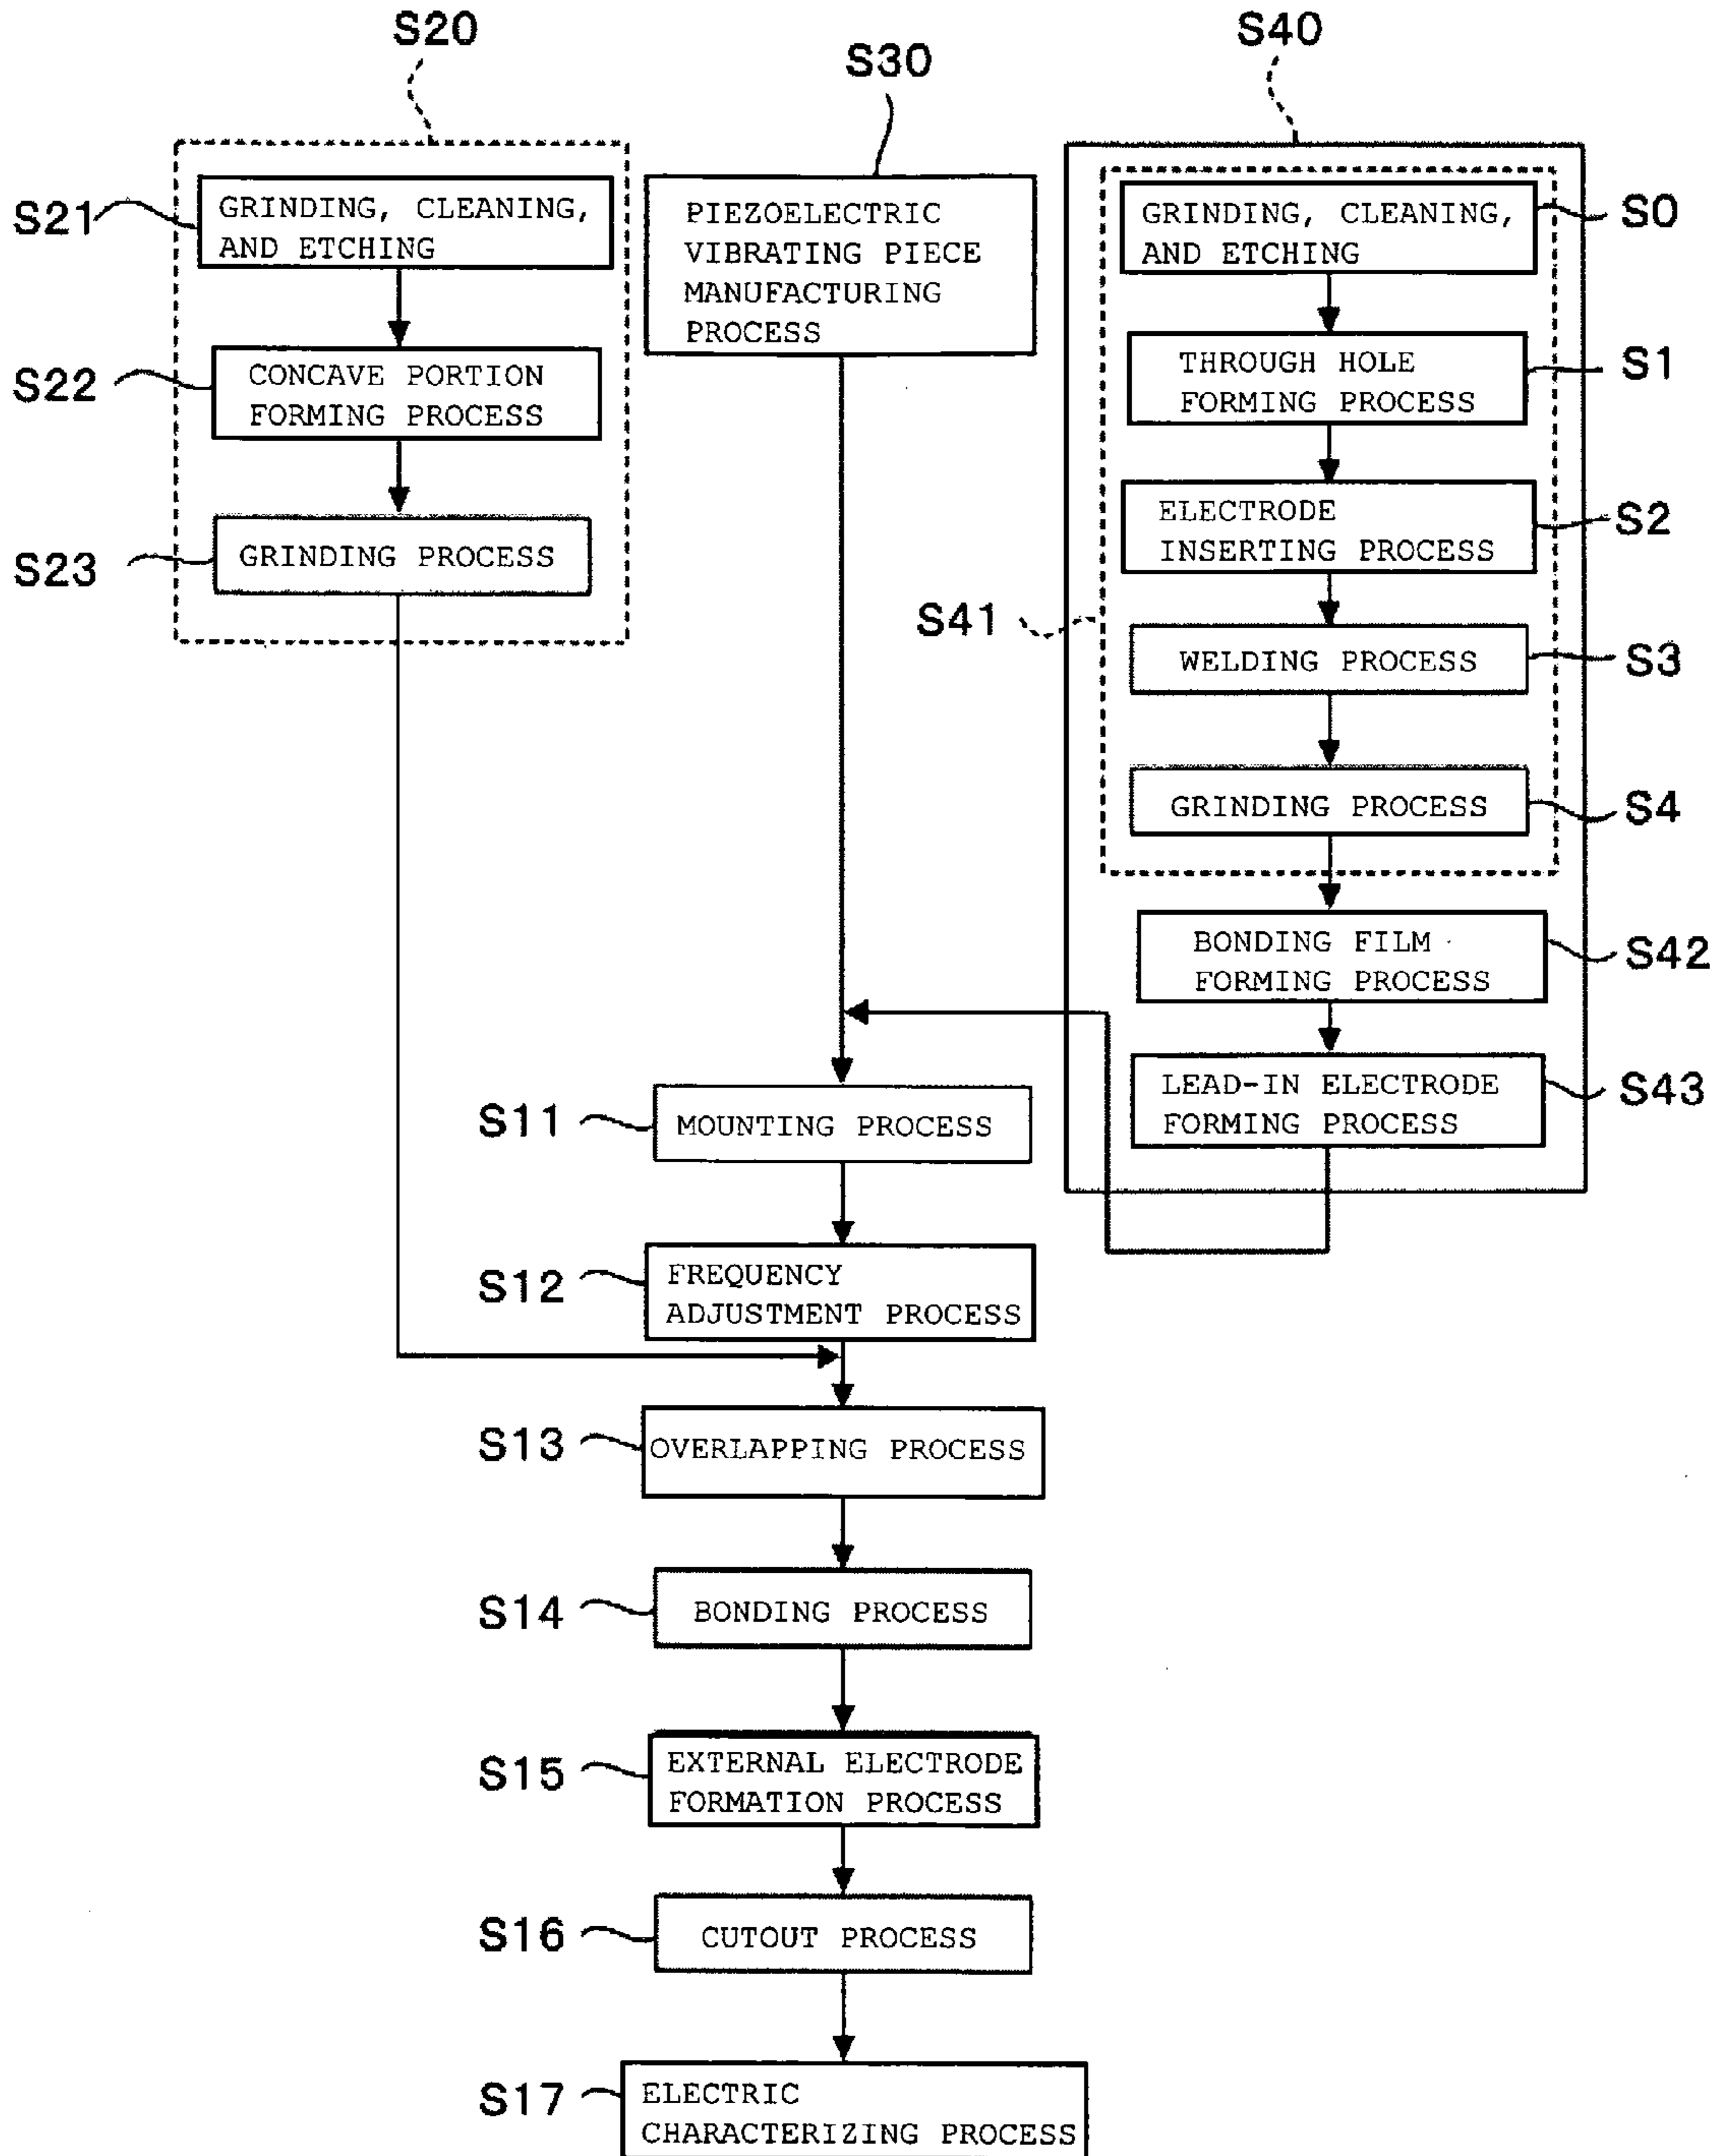 S20
S30
S40
S21
GRINDING, CLEANING,
AND ETCHING
S22
CONCAVE PORTION
FORMING PROCESS
S23
GRINDING PROCESS
PIEZOELECTRIC
VIBRATING PIECE
MANUFACTURING
PROCESS
GRINDING, CLEANING,
AND ETCHING
S0
THROUGH HOLE
FORMING PROCESS
S1
ELECTRODE
INSERTING PROCESS
S2
S41
WELDING PROCESS
S3
GRINDING PROCESS
S4
BONDING FILM
FORMING PROCESS
S42
LEAD-IN ELECTRODE
FORMING PROCESS
S43
S11
MOUNTING PROCESS
S12
FREQUENCY
ADJUSTMENT PROCESS
S13
OVERLAPPING PROCESS
S14
BONDING PROCESS
S15
EXTERNAL ELECTRODE
FORMATION PROCESS
S16
CUTOUT PROCESS
S17
ELECTRIC
CHARACTERIZING PROCESS